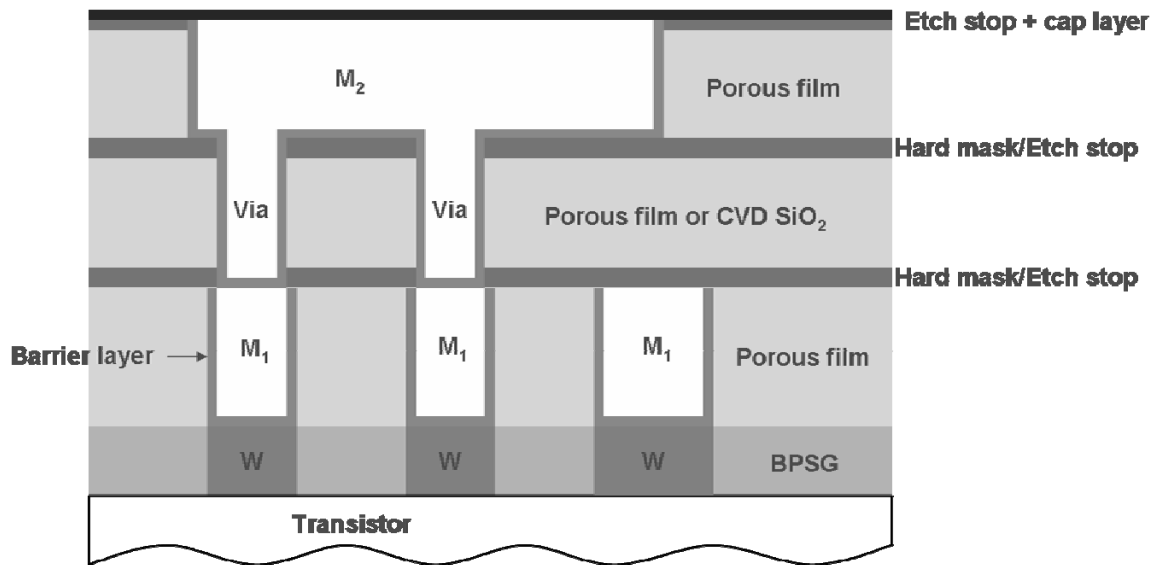 Etch stop + cap layer
M₂
Porous film
Hard mask/Etch stop
Via
Via
Porous film or CVD SiO₂
Hard mask/Etch stop
Barrier layer
M₁
M₁
M₁
Porous film
W
W
W
BPSG
Transistor